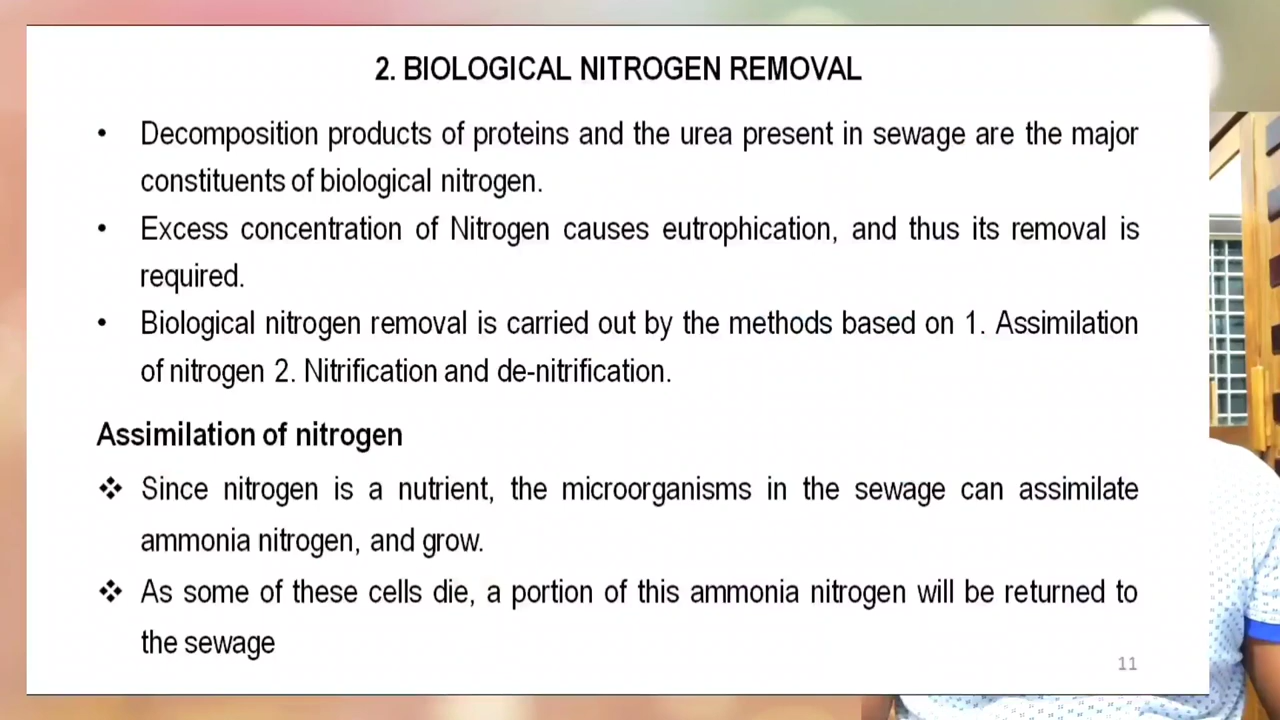 2. BIOLOGICAL NITROGEN REMOVAL
• Decomposition products of proteins and the urea present in sewage are the major
constituents of biological nitrogen.
• Excess concentration of Nitrogen causes eutrophication, and thus its removal is
required.
• Biological nitrogen removal is carried out by the methods based on 1. Assimilation
of nitrogen 2. Nitrification and de-nitrification.
Assimilation of nitrogen
❖ Since nitrogen is a nutrient, the microorganisms in the sewage can assimilate
ammonia nitrogen, and grow.
❖ As some of these cells die, a portion of this ammonia nitrogen will be returned to
the sewage
11